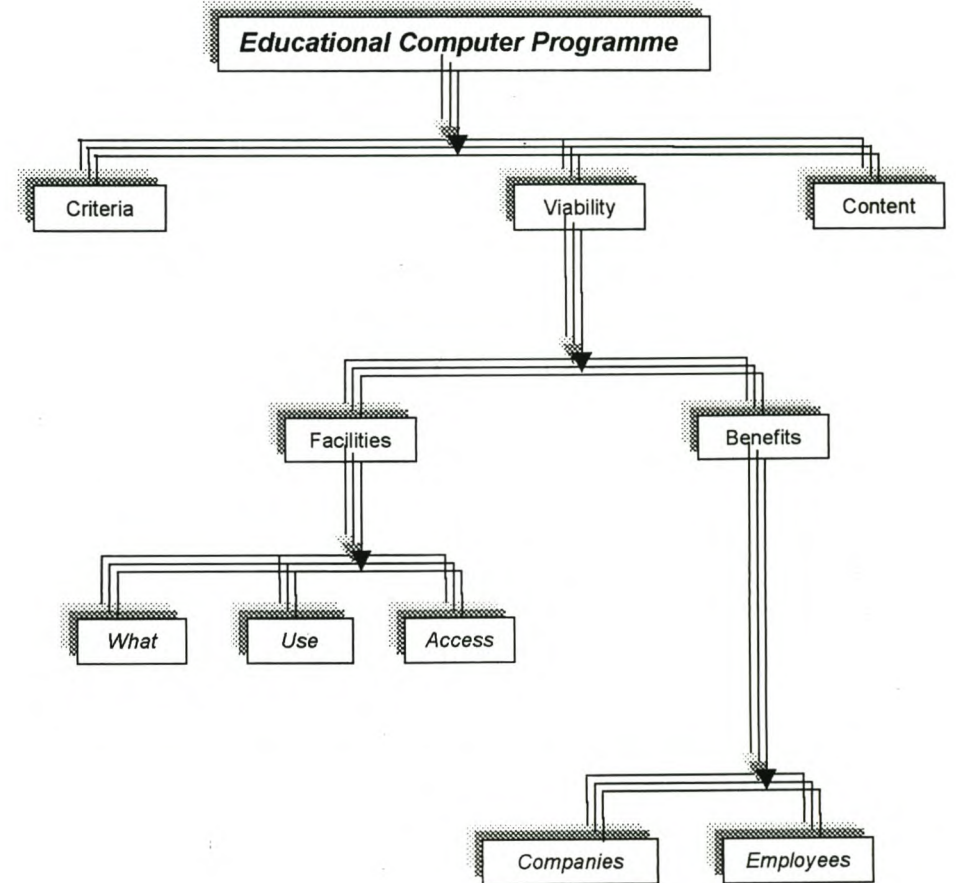 Educational Computer Programme
Criteria
Viability
Content
Facilities
Benefits
What
Use
Access
Companies
Employees